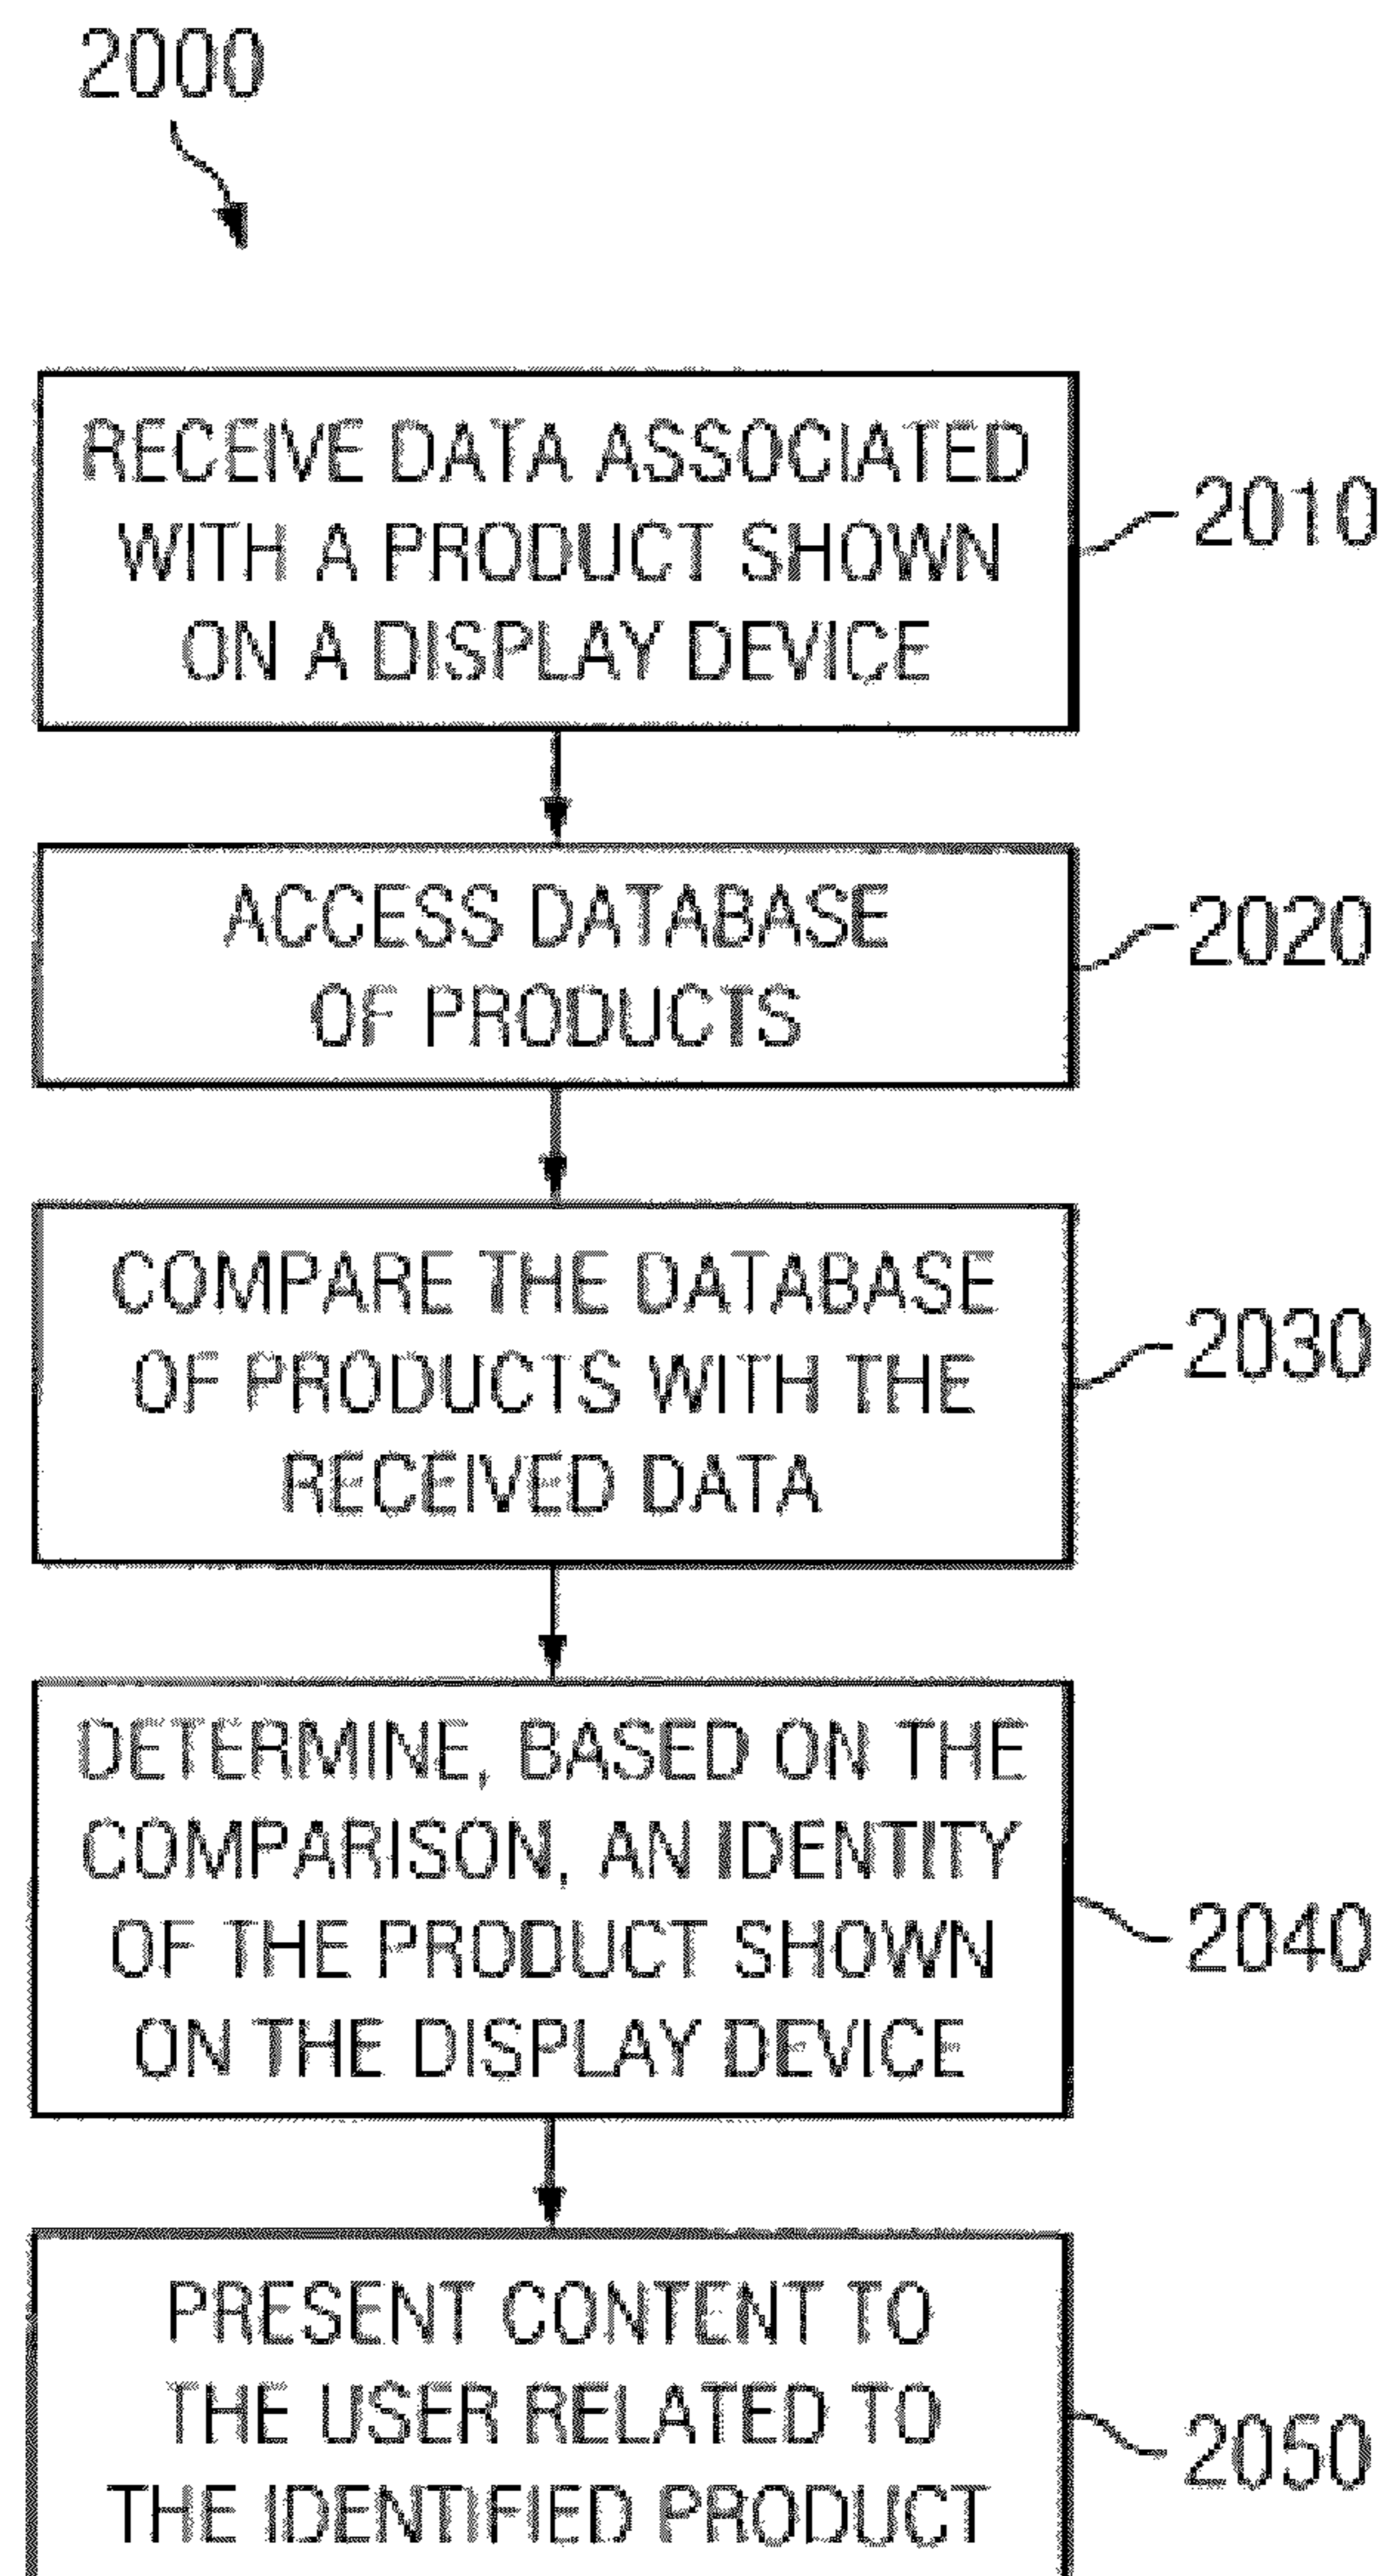 2000
RECEIVE DATA ASSOCIATED
WITH A PRODUCT SHOWN
ON A DISPLAY DEVICE
2010
ACCESS DATABASE
OF PRODUCTS
2020
COMPARE THE DATABASE
OF PRODUCTS WITH THE
RECEIVED DATA
2030
DETERMINE, BASED ON THE
COMPARISON, AN IDENTITY
OF THE PRODUCT SHOWN
ON THE DISPLAY DEVICE
2040
PRESENT CONTENT TO
THE USER RELATED TO
THE IDENTIFIED PRODUCT
2050